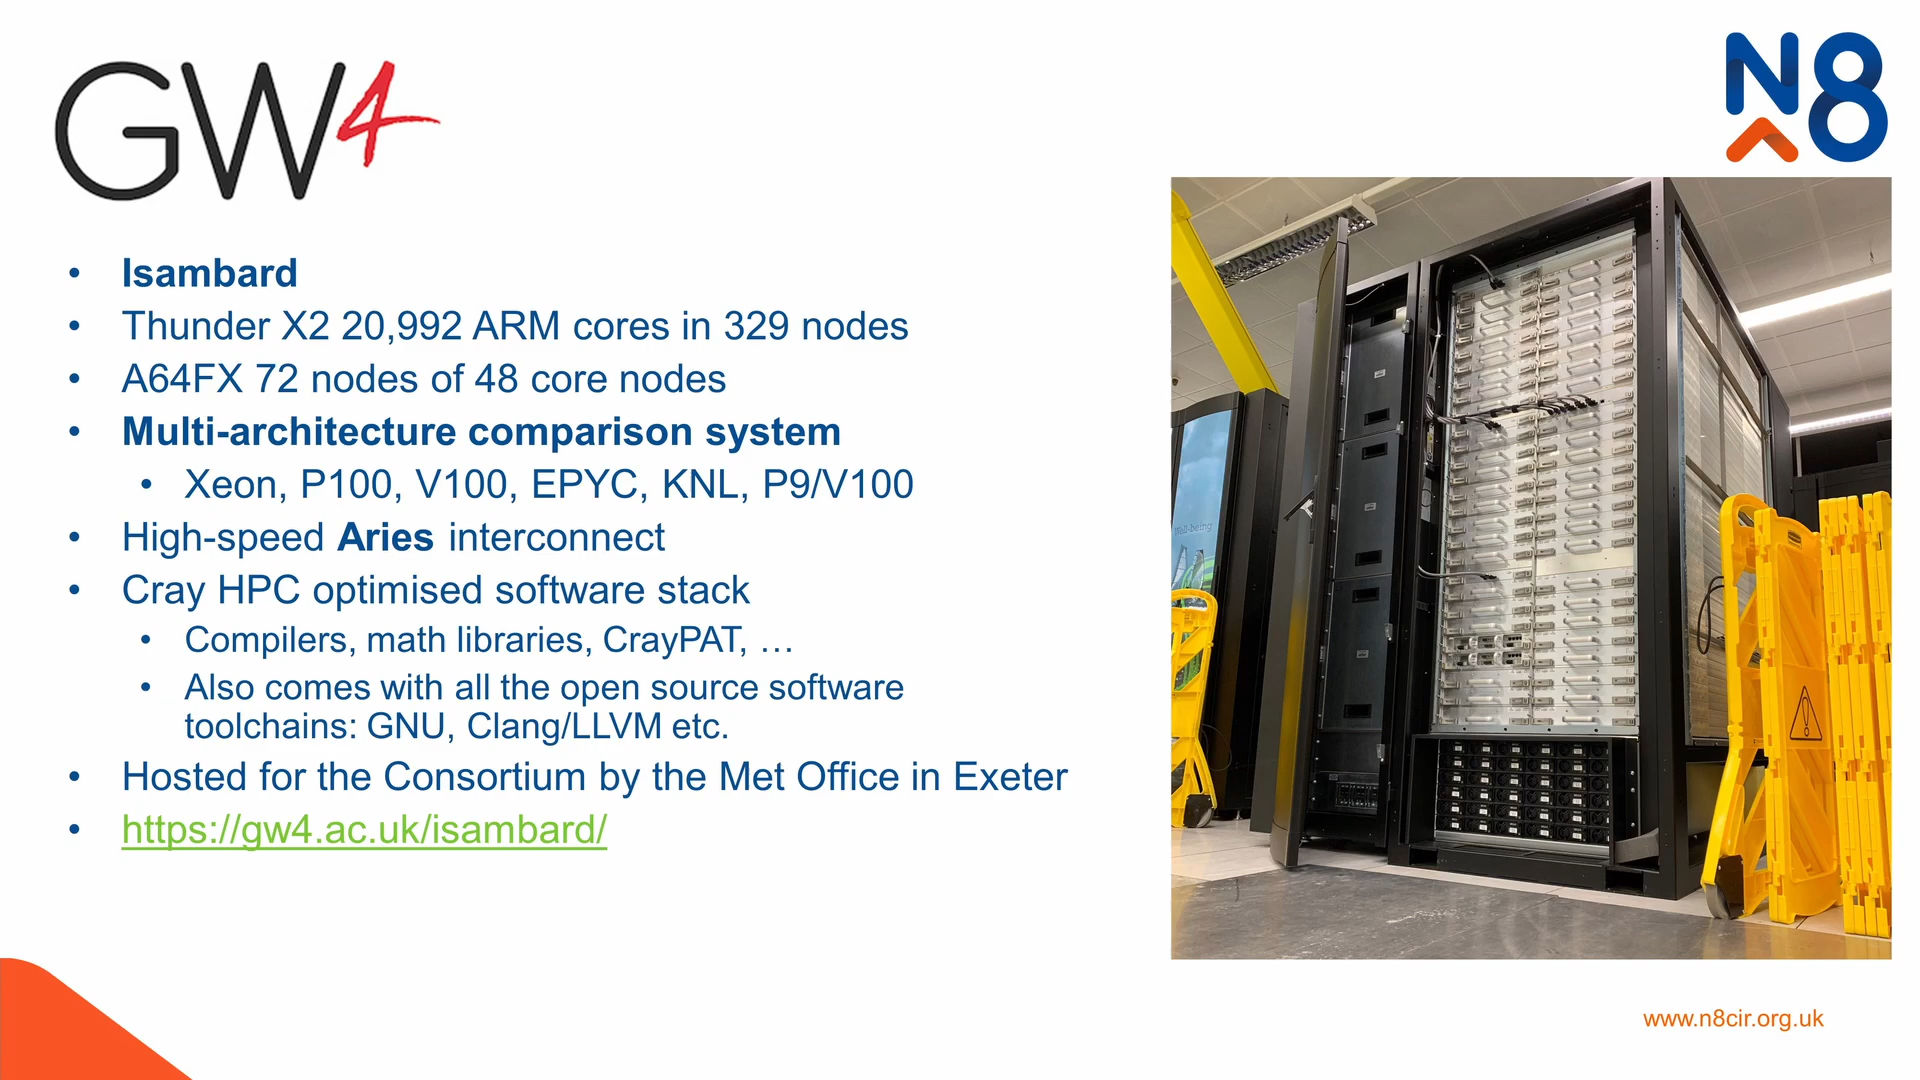 GW4
N8
• Isambard
• Thunder X2 20,992 ARM cores in 329 nodes
• A64FX 72 nodes of 48 core nodes
• Multi-architecture comparison system
• Xeon, P100, V100, EPYC, KNL, P9/V100
• High-speed Aries interconnect
• Cray HPC optimised software stack
• Compilers, math libraries, CrayPAT, …
• Also comes with all the open source software
toolchains: GNU, Clang/LLVM etc.
• Hosted for the Consortium by the Met Office in Exeter
• https://gw4.ac.uk/isambard/
Well-being
www.n8cir.org.uk